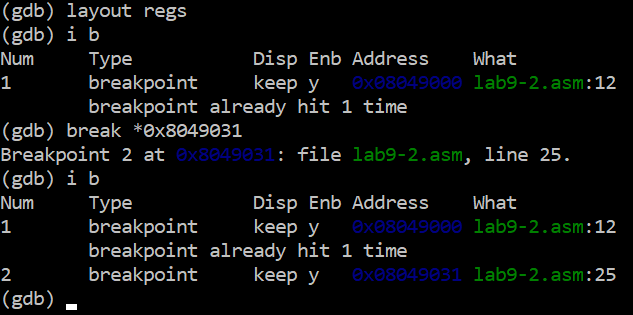 (gdb) layout regs
(gdb) i b
Num     Type           Disp Enb Address    What
1       breakpoint     keep y   0x08049000 lab9-2.asm:12
        breakpoint already hit 1 time
(gdb) break *0x8049031
Breakpoint 2 at 0x8049031: file lab9-2.asm, line 25.
(gdb) i b
Num     Type           Disp Enb Address    What
1       breakpoint     keep y   0x08049000 lab9-2.asm:12
        breakpoint already hit 1 time
2       breakpoint     keep y   0x08049031 lab9-2.asm:25
(gdb)